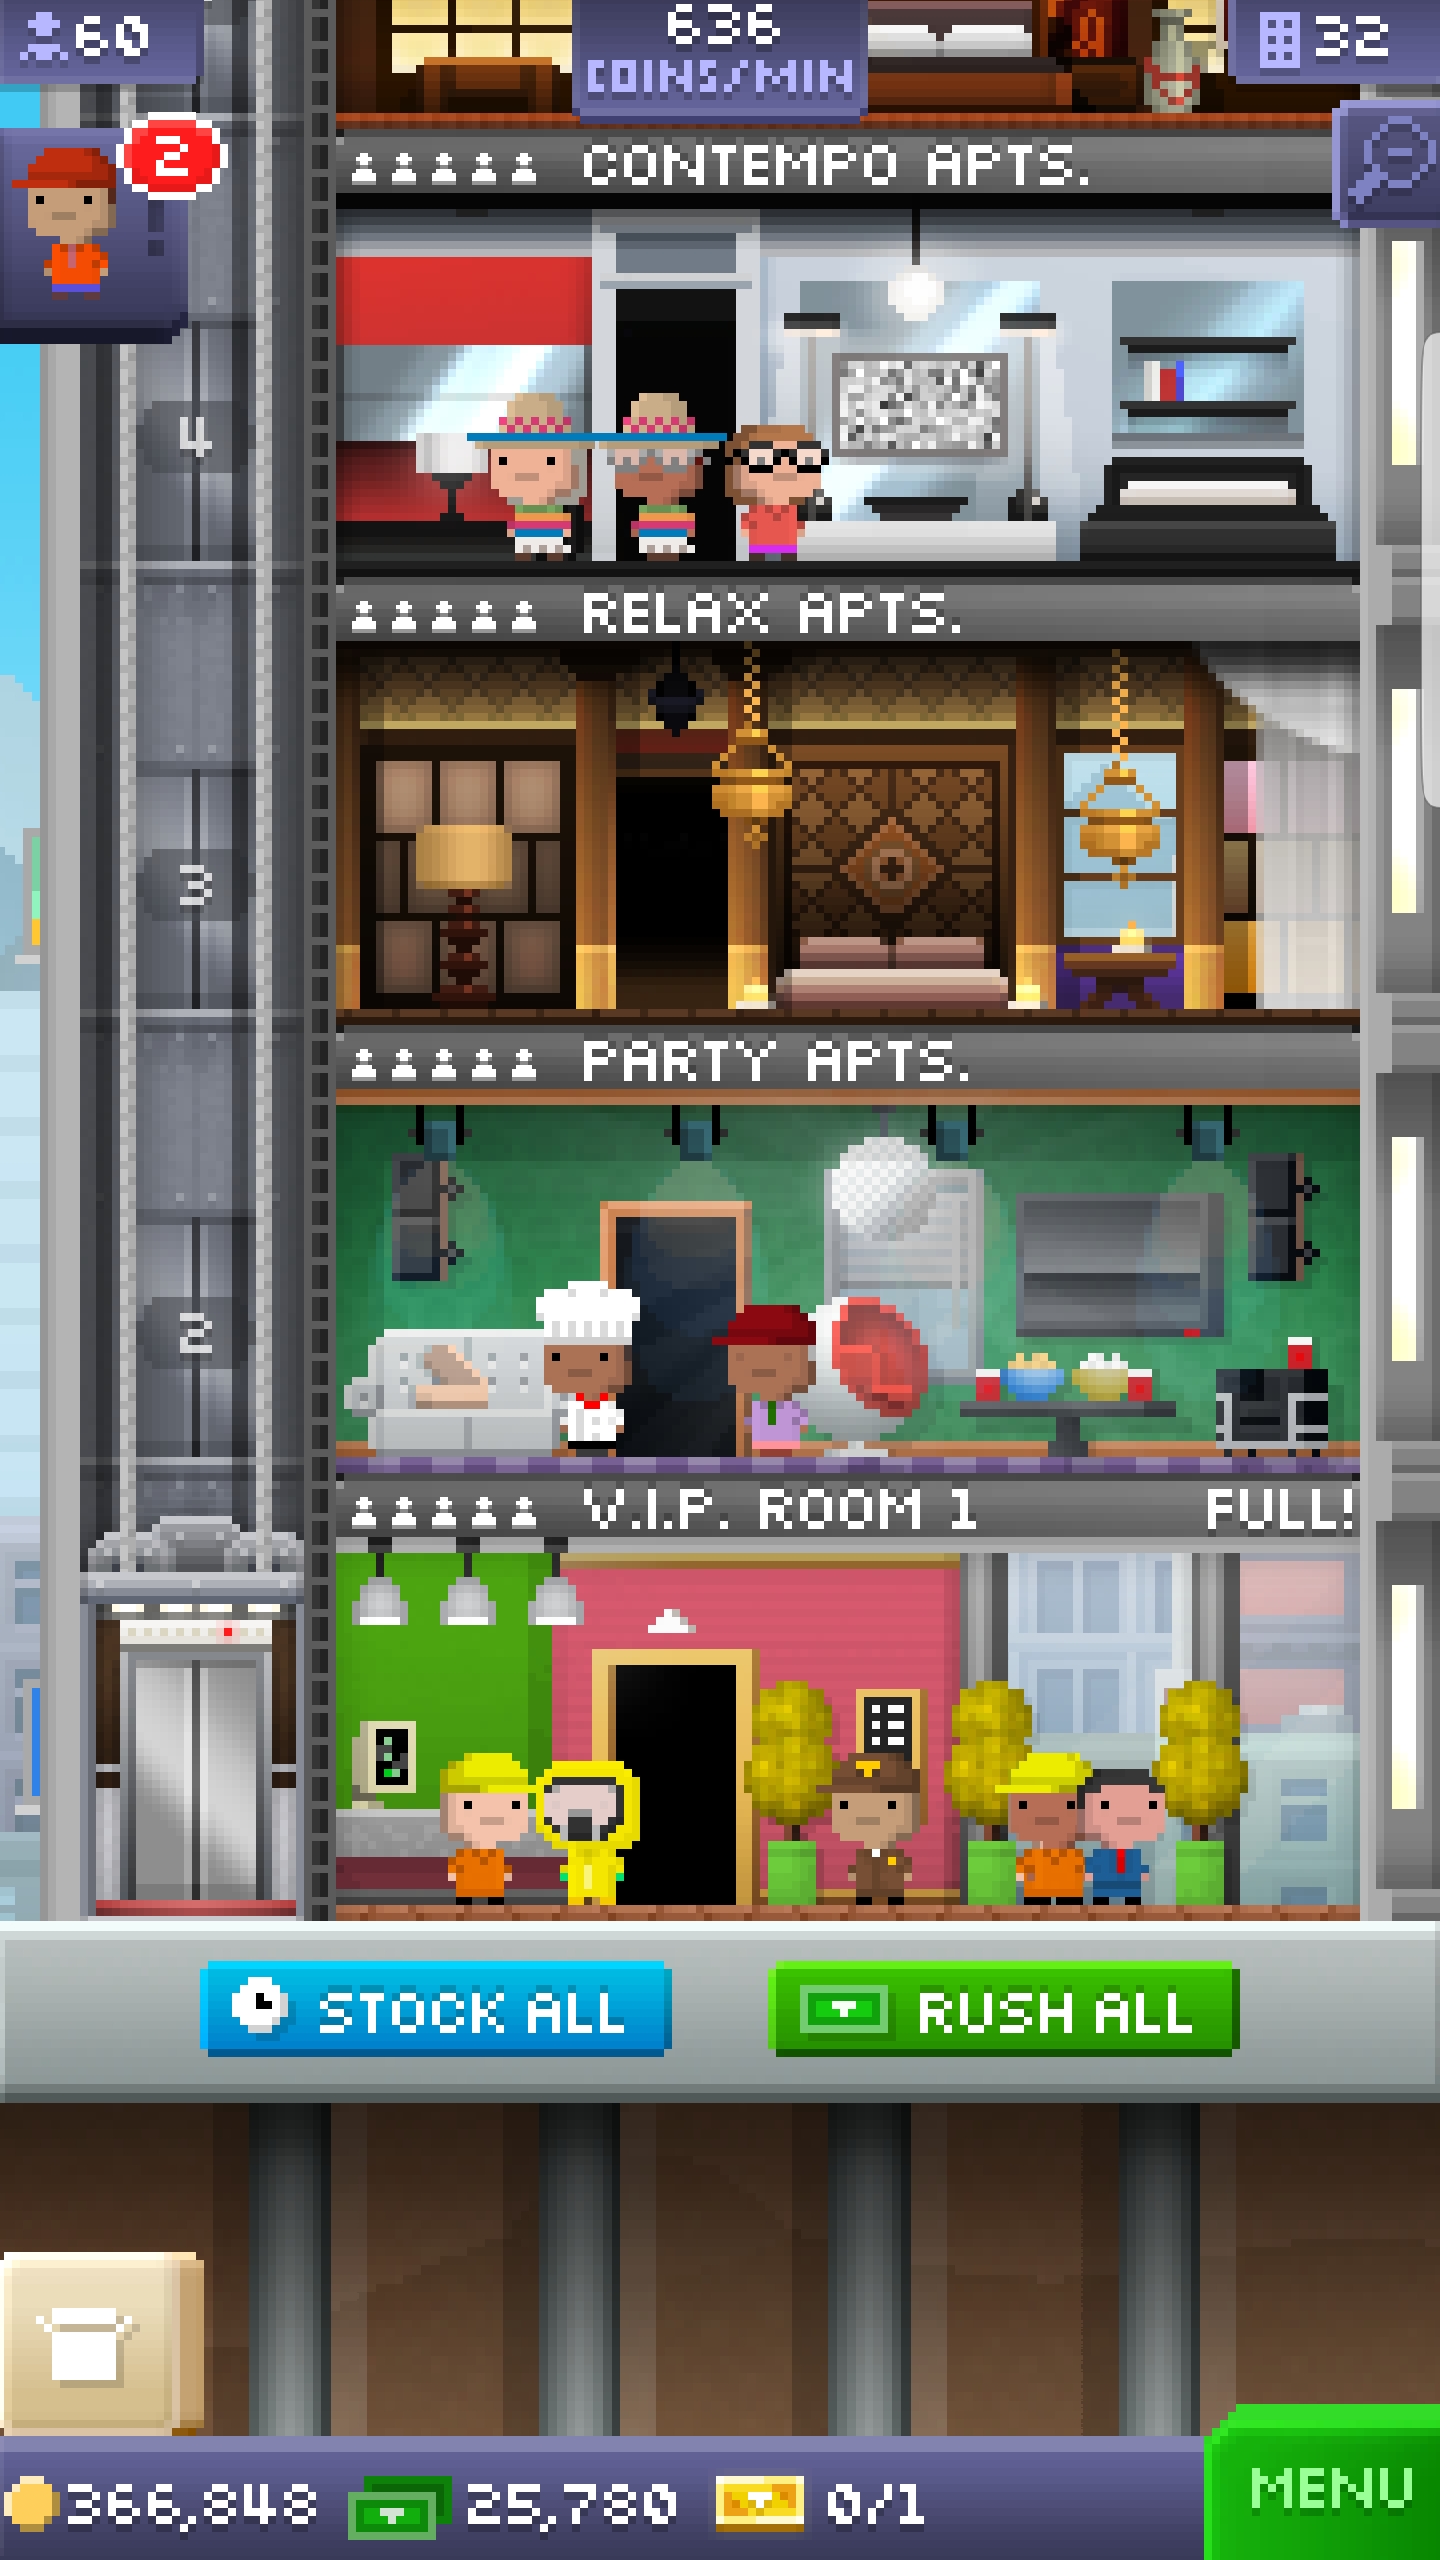 60
636
COINS/MIN
32
2
CONTEMPO APTS.
4
RELAX APTS.
3
PARTY APTS.
2
V.I.P. ROOM 1 FULL!
STOCK ALL
RUSH ALL
366,848 25,780 0/1
MENU